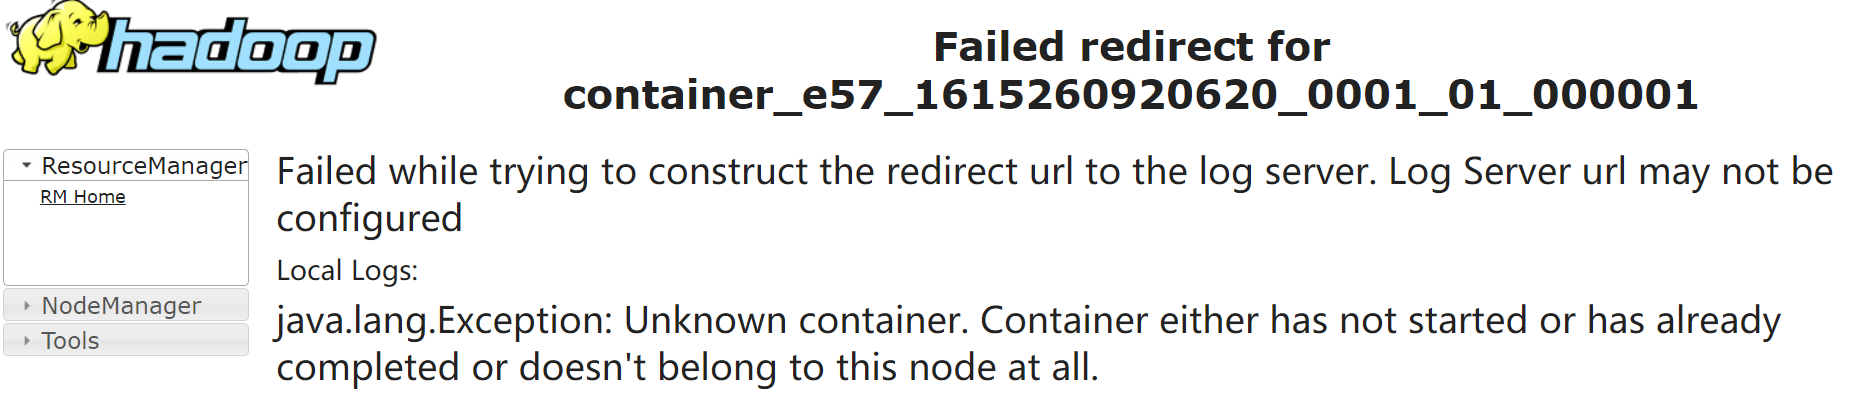 hadoop
Failed redirect for
container_e57_1615260920620_0001_01_000001
ResourceManager
RM Home
NodeManager
Tools
Failed while trying to construct the redirect url to the log server. Log Server url may not be
configured
Local Logs:
java.lang.Exception: Unknown container. Container either has not started or has already
completed or doesn't belong to this node at all.